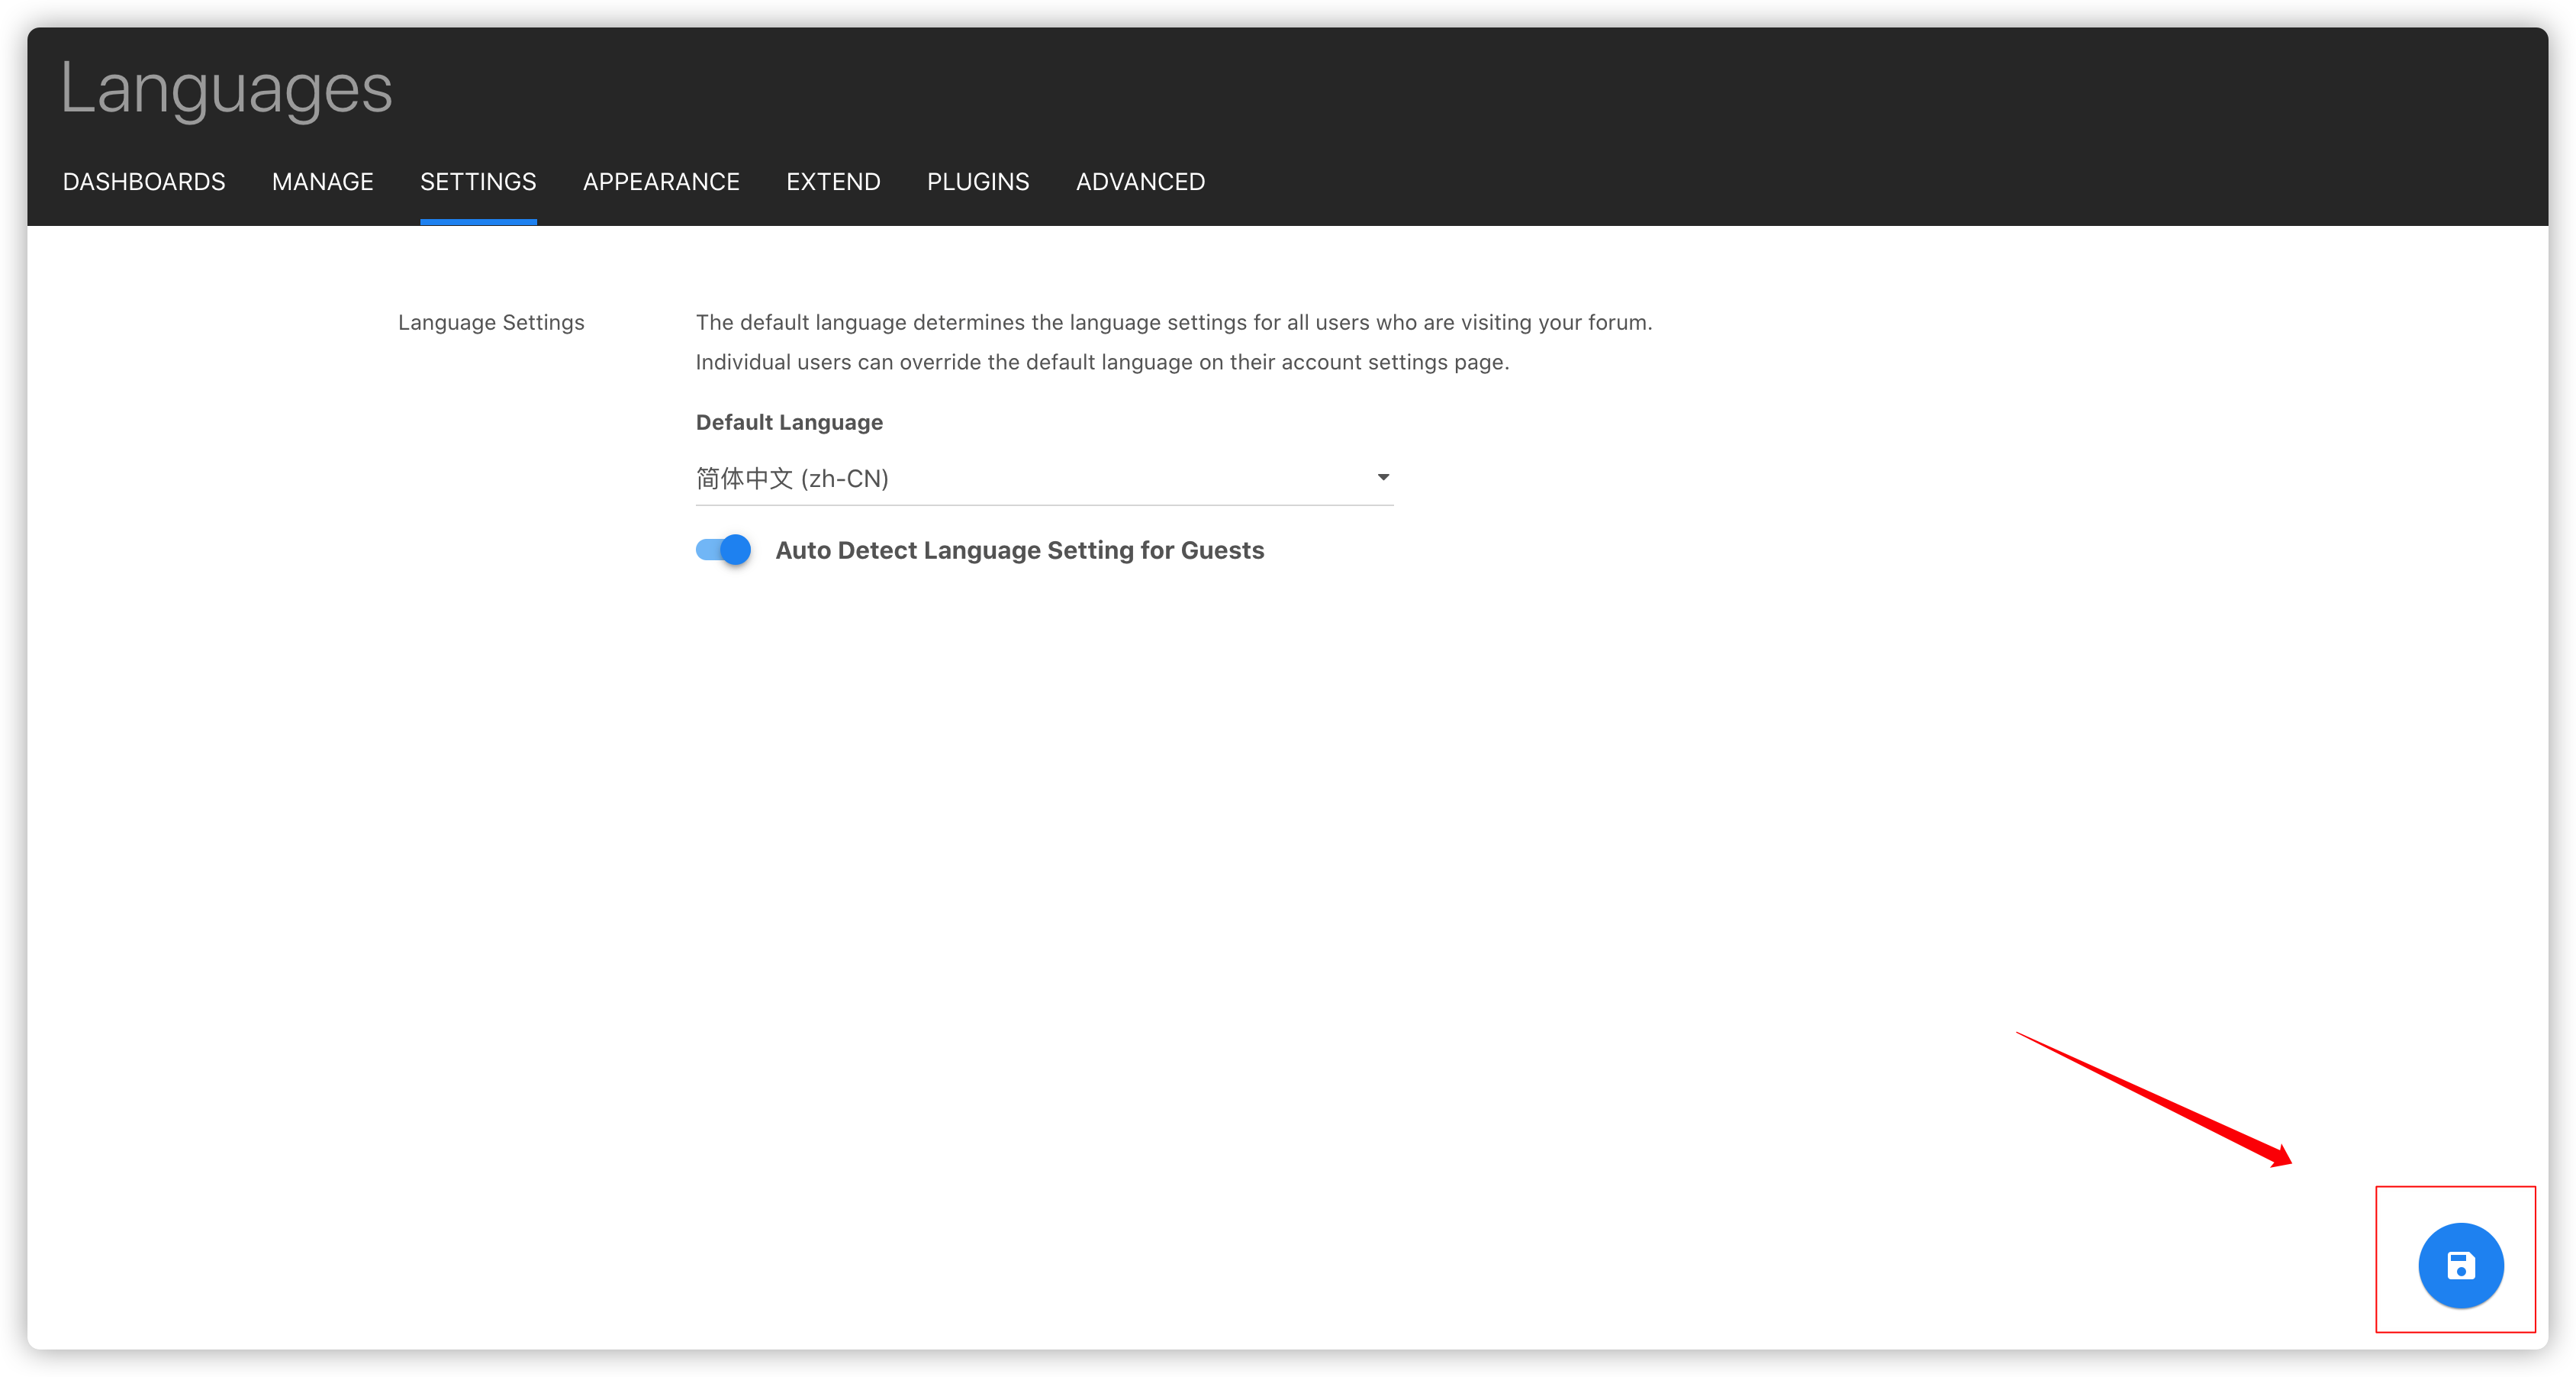 Languages
DASHBOARDS MANAGE SETTINGS APPEARANCE EXTEND PLUGINS ADVANCED
Language Settings
The default language determines the language settings for all users who are visiting your forum.
Individual users can override the default language on their account settings page.
Default Language
简体中文 (zh-CN)
Auto Detect Language Setting for Guests